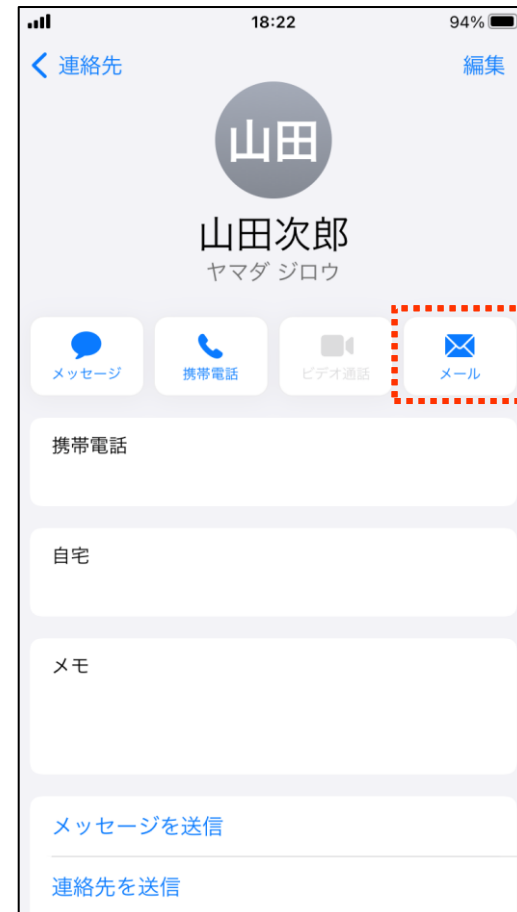 18:22
94%
連絡先
編集
山田
山田次郎
ヤマダ ジロウ
メッセージ
携帯電話
ビデオ通話
メール
携帯電話
自宅
メモ
メッセージを送信
連絡先を送信